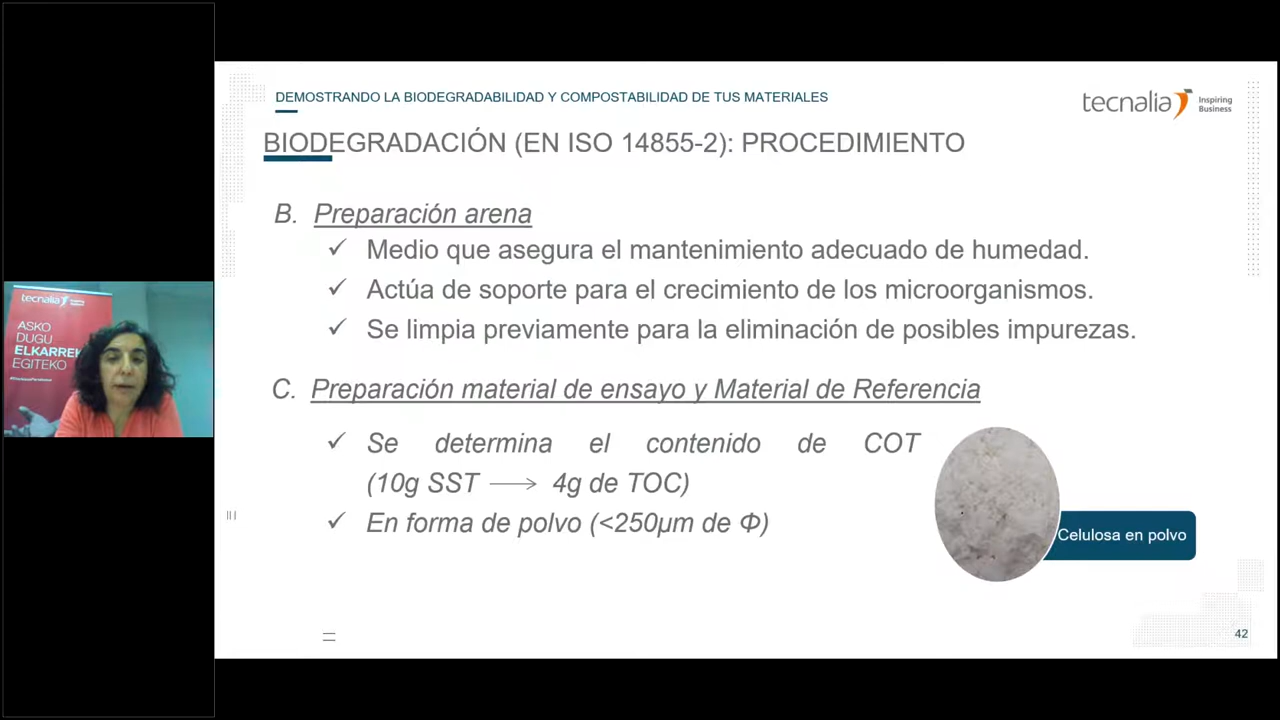 DEMOSTRANDO LA BIODEGRADABILIDAD Y COMPOSTABILIDAD DE TUS MATERIALES
tecnalia Inspiring Business
BIODEGRADACIÓN (EN ISO 14855-2): PROCEDIMIENTO
B. Preparación arena
✓ Medio que asegura el mantenimiento adecuado de humedad.
✓ Actúa de soporte para el crecimiento de los microorganismos.
✓ Se limpia previamente para la eliminación de posibles impurezas.
C. Preparación material de ensayo y Material de Referencia
✓ Se determina el contenido de COT
(10g SST → 4g de TOC)
✓ En forma de polvo (<250µm de Φ)
Celulosa en polvo
42
tecnalia
ASKO
DUGU
ELKARREK
EGITEKO